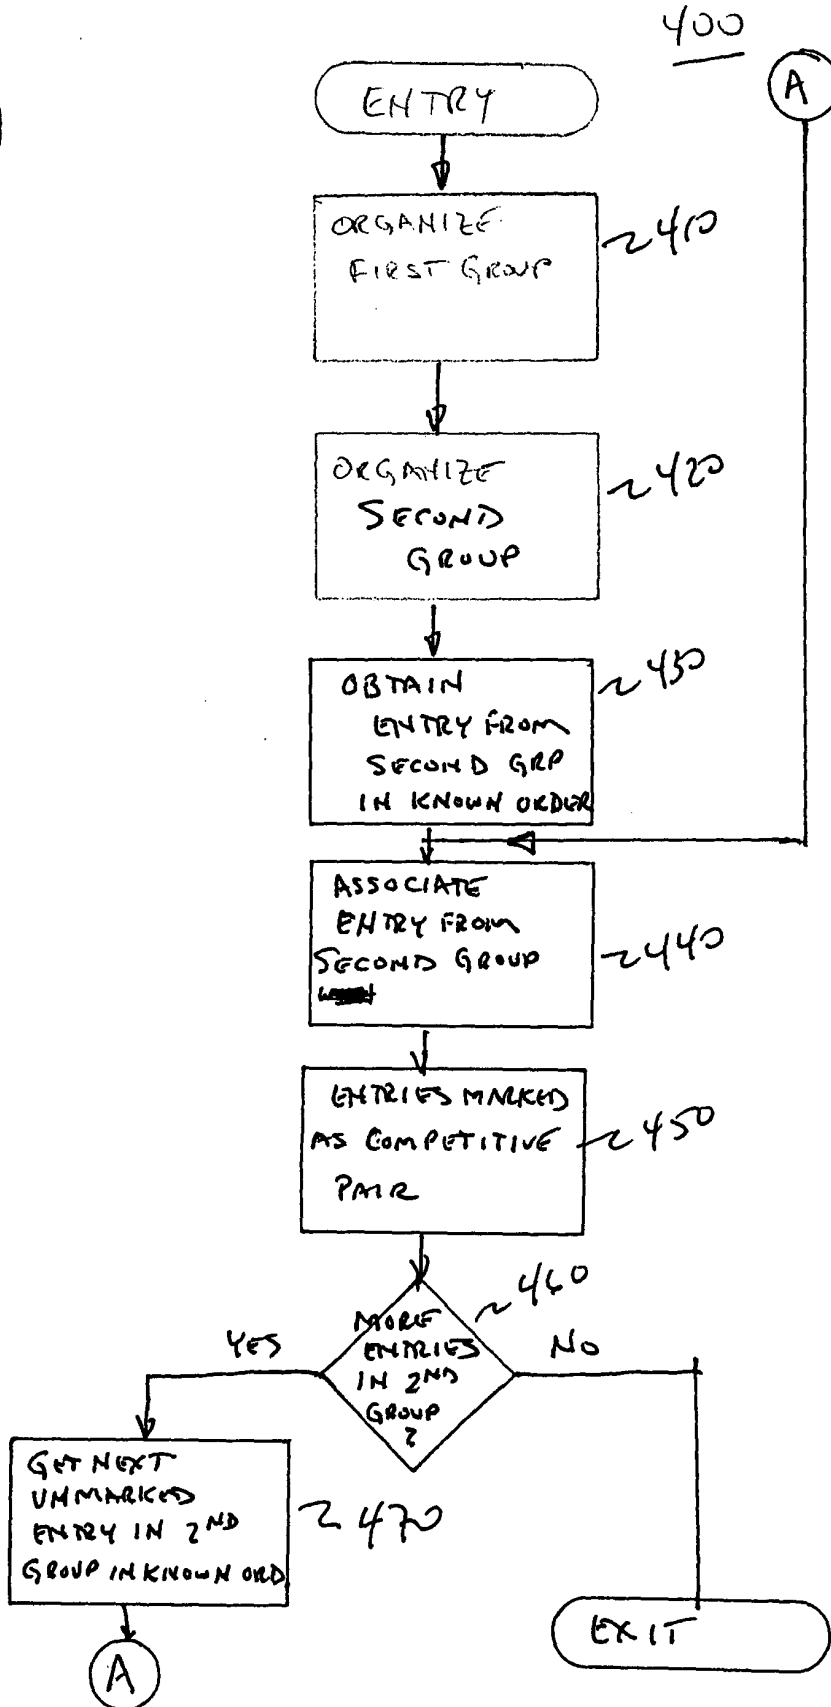 400
A
ENTRY
ORGANIZE
FIRST GROUP
410
ORGANIZE
SECOND
GROUP
420
OBTAIN
ENTRY FROM
SECOND GRP
IN KNOWN ORDER
430
ASSOCIATE
ENTRY FROM
SECOND GROUP
440
ENTRIES MARKED
AS COMPETITIVE
PAIR
450
MORE
ENTRIES
IN 2ND
GROUP
?
460
YES
NO
GET NEXT
UNMARKED
ENTRY IN 2ND
GROUP IN KNOWN ORD
470
A
EXIT